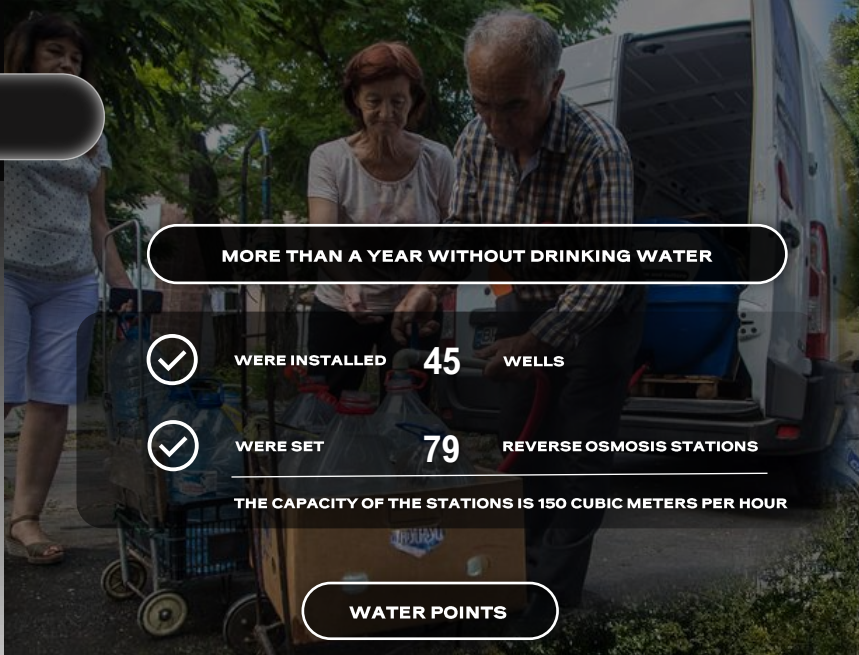 MORE THAN A YEAR WITHOUT DRINKING WATER
WERE INSTALLED 45 WELLS
WERE SET 79 REVERSE OSMOSIS STATIONS
THE CAPACITY OF THE STATIONS IS 150 CUBIC METERS PER HOUR
WATER POINTS